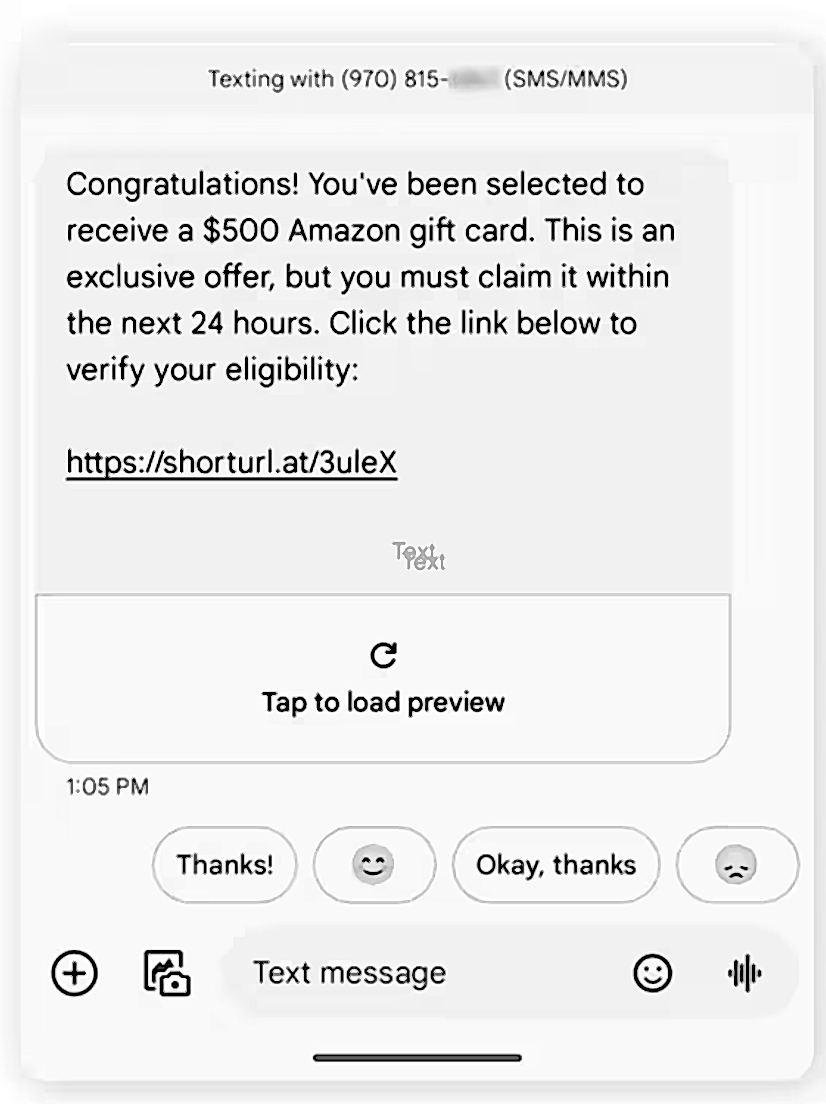 Texting with (970) 815- (SMS/MMS)
Congratulations! You've been selected to
receive a $500 Amazon gift card. This is an
exclusive offer, but you must claim it within
the next 24 hours. Click the link below to
verify your eligibility:
https://shorturl.at/3uleX
Text
Text
Tap to load preview
1:05 PM
Thanks!
Okay, thanks
Text message